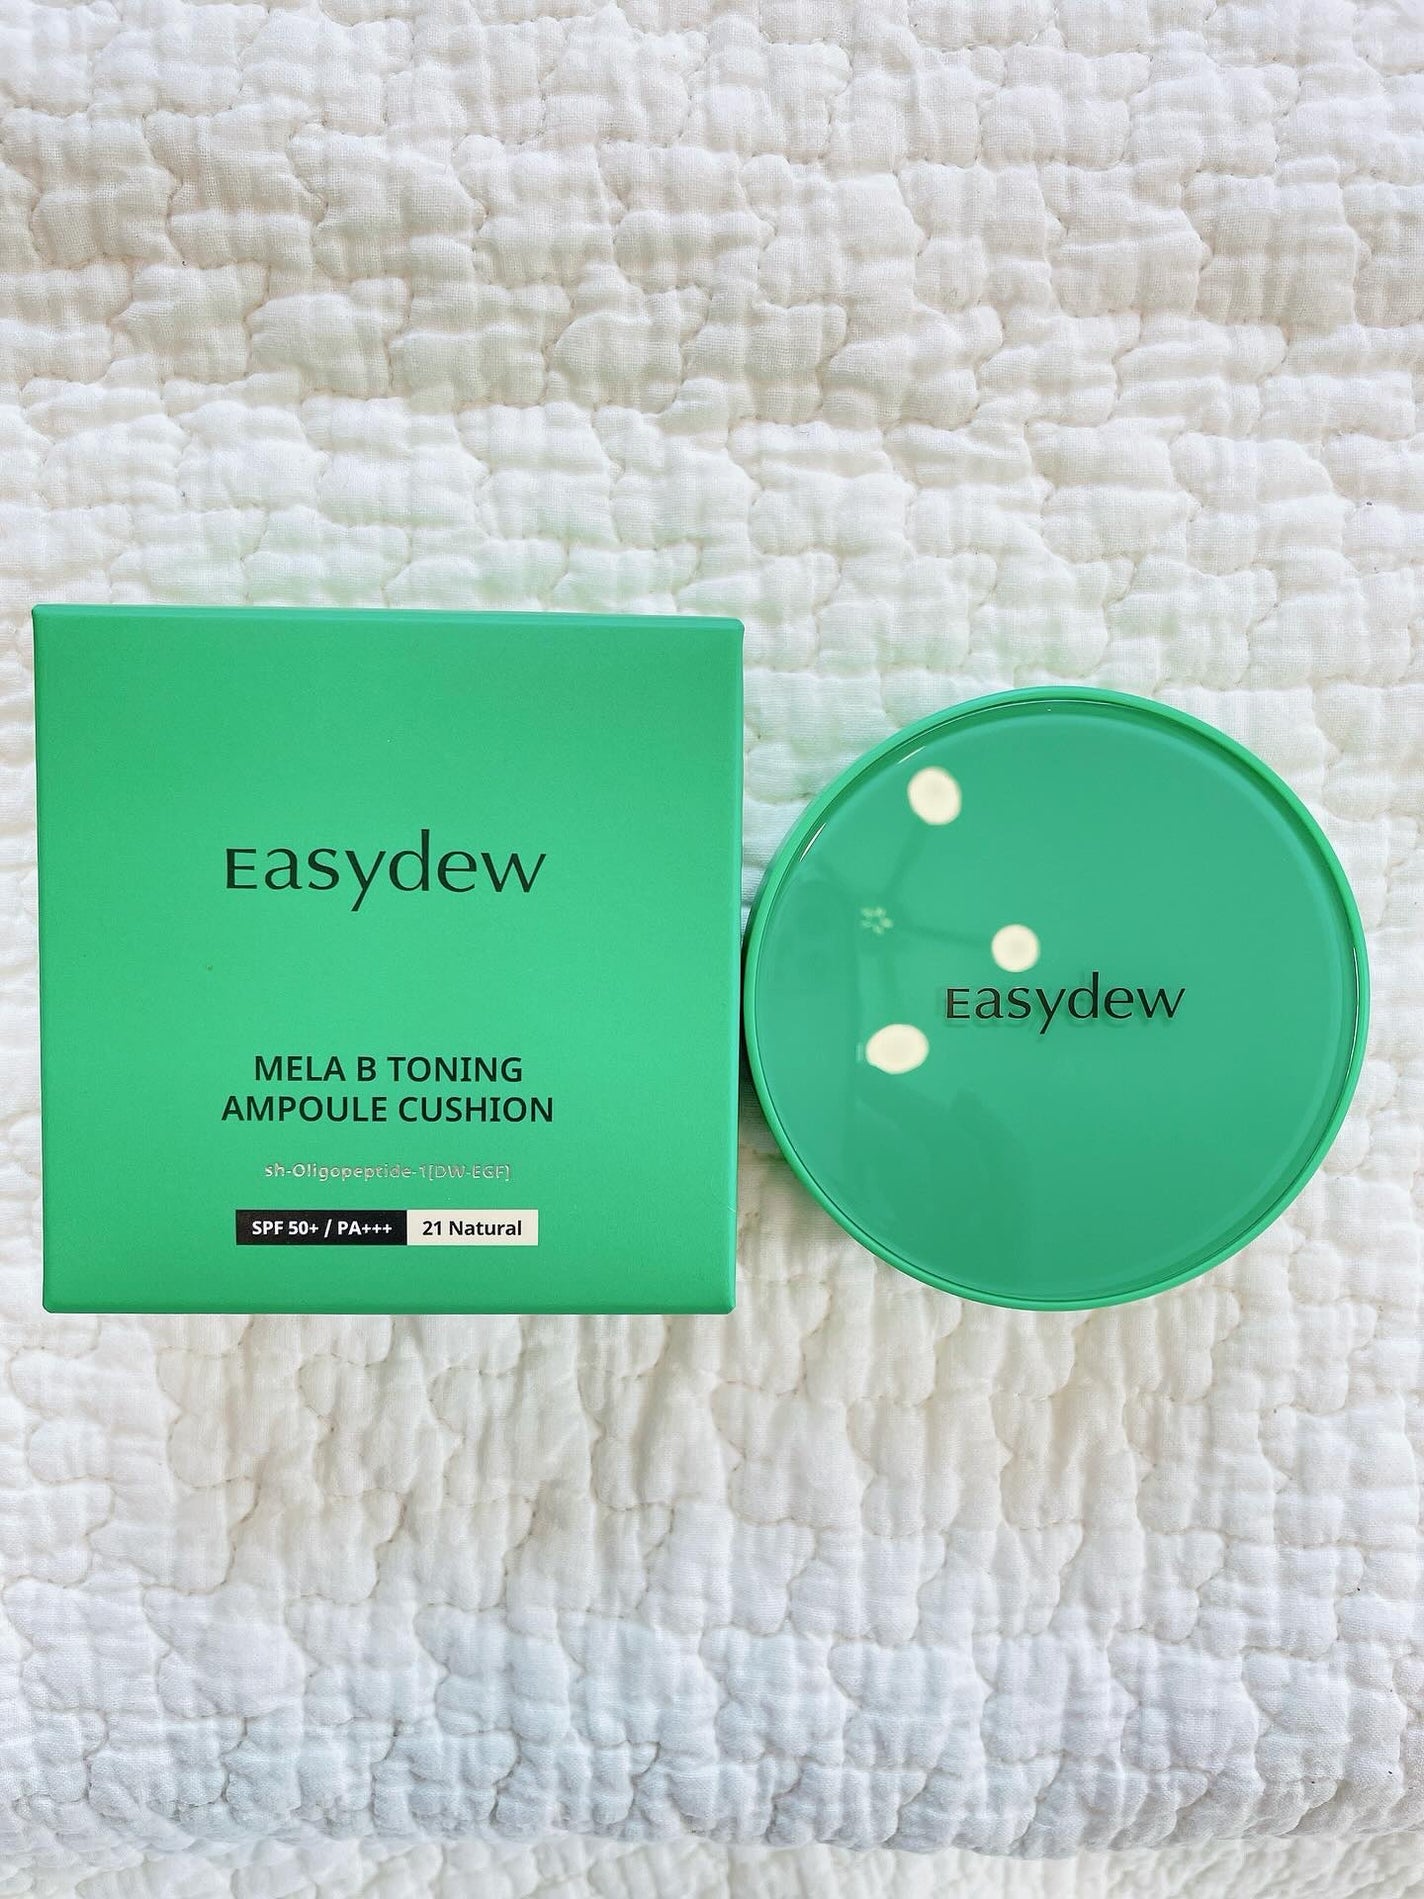 Easydew
MELA B TONING
AMPOULE CUSHION
sh-Oligopeptide-1[DW-EGF]
SPF 50+ / PA+++ 21 Natural
Easydew